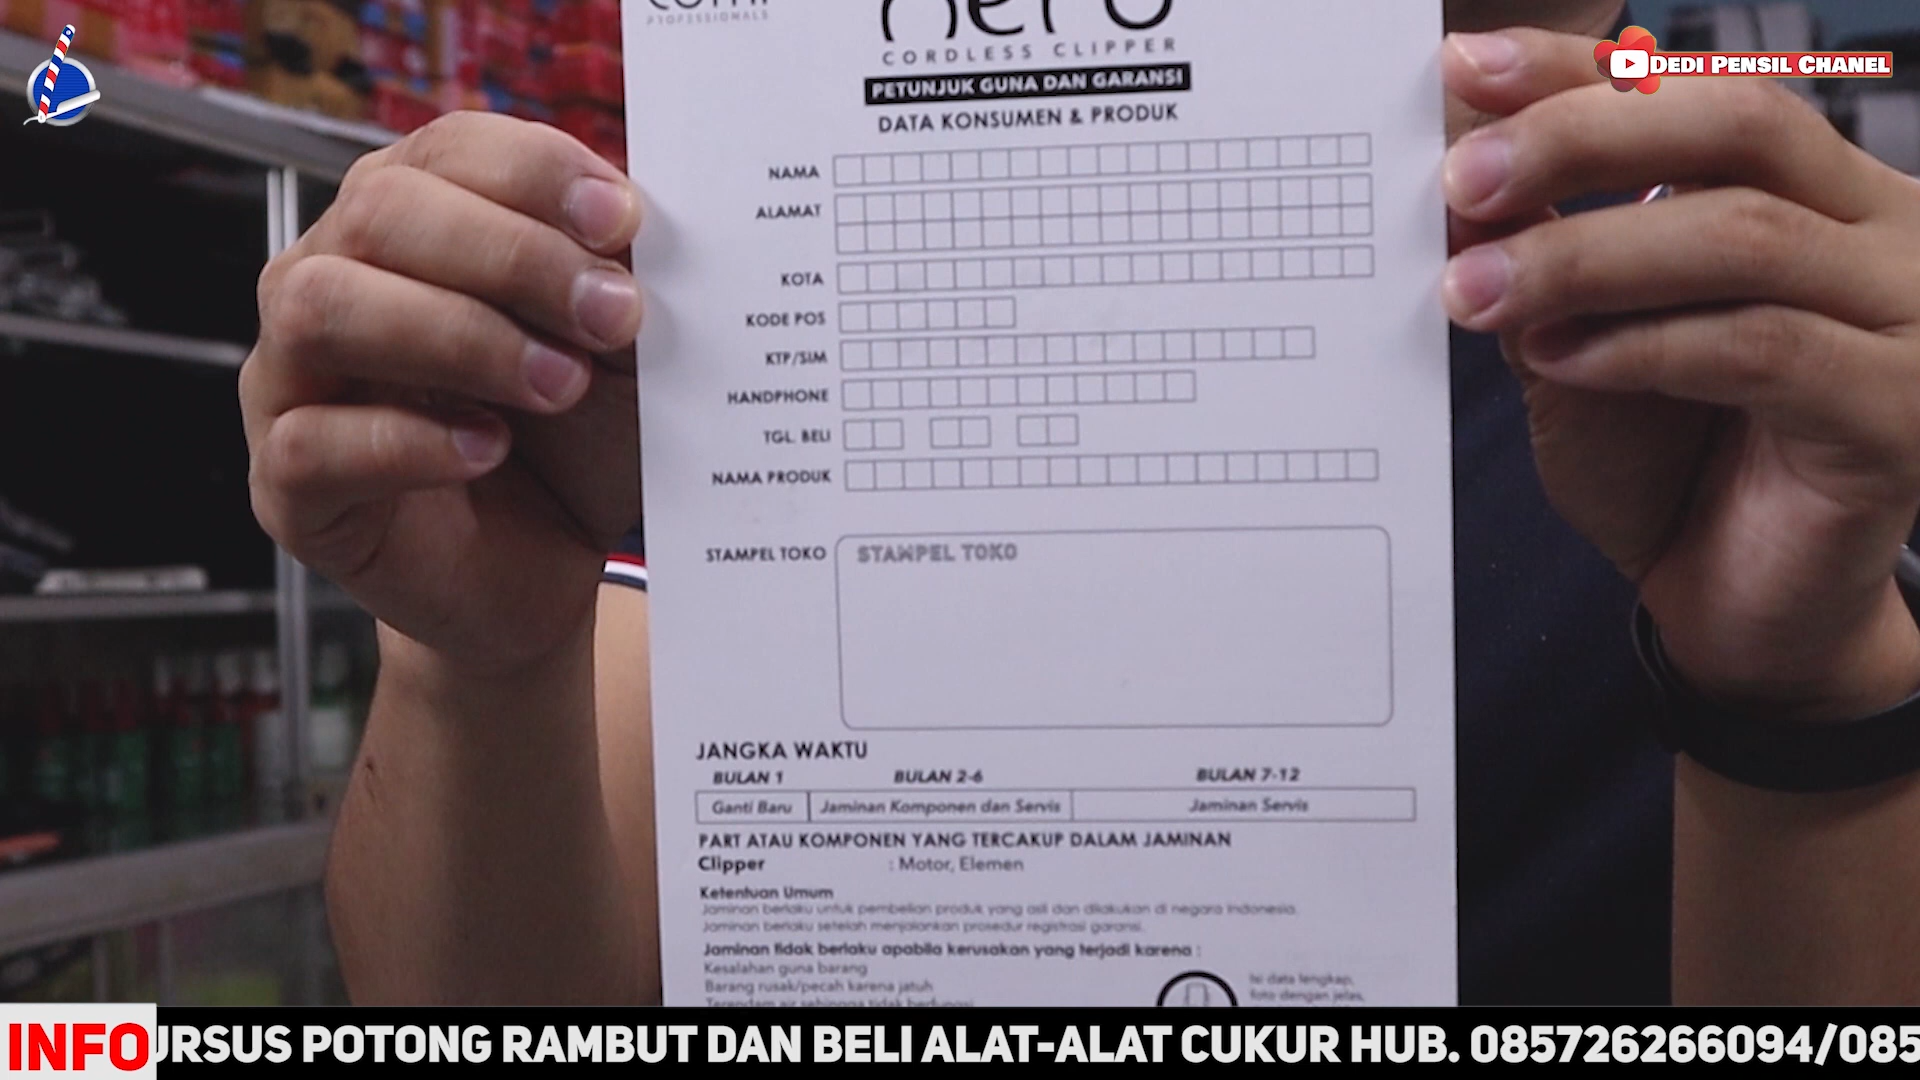 PROFESSIONALS
CORDLESS CLIPPER
PETUNJUK GUNA DAN GARANSI
DATA KONSUMEN & PRODUK
DEDI PENSIL CHANEL
NAMA
ALAMAT
KOTA
KODE POS
KTP/SIM
HANDPHONE
TGL. BELI
NAMA PRODUK
STAMPEL TOKO STAMPEL TOKO
JANGKA WAKTU
BULAN 1 BULAN 2-6 BULAN 7-12
Ganti Baru Jaminan Komponen dan Servis Jaminan Servis
PART ATAU KOMPONEN YANG TERCAKUP DALAM JAMINAN
Clipper : Motor, Elemen
Ketentuan Umum
Jaminan berlaku untuk pembelian produk yang asli dan dilakukan di negara Indonesia.
Jaminan berlaku setelah menjalankan prosedur registrasi garansi.
Jaminan tidak berlaku apabila kerusakan yang terjadi karena :
Kesalahan guna barang
Barang rusak/pecah karena jatuh
Terendam air sehingga tidak berfungsi
Isi data lengkap,
foto dengan jelas,
INFO URSUS POTONG RAMBUT DAN BELI ALAT-ALAT CUKUR HUB. 085726266094/085